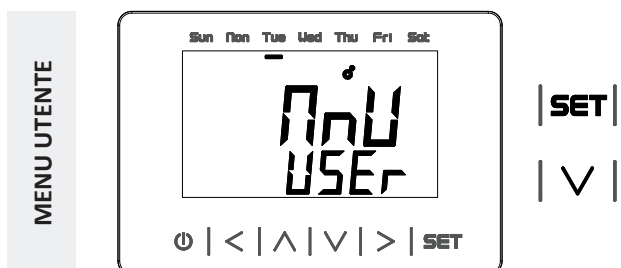 MENU UTENTE
Sun Mon Tue Wed Thu Fri Sat
MnU
USEr
SET
SET